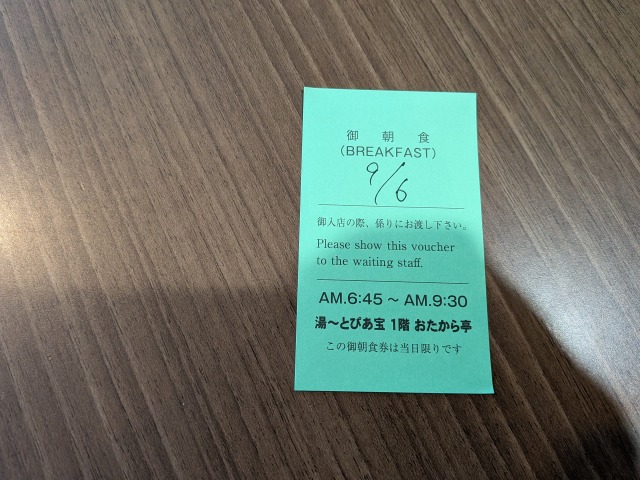 御朝食
(BREAKFAST)
9/6
御入店の際、係りにお渡し下さい。
Please show this voucher
to the waiting staff.
AM.6:45 ～ AM.9:30
湯～とぴあ宝 1階 おたから亭
この御朝食券は当日限りです